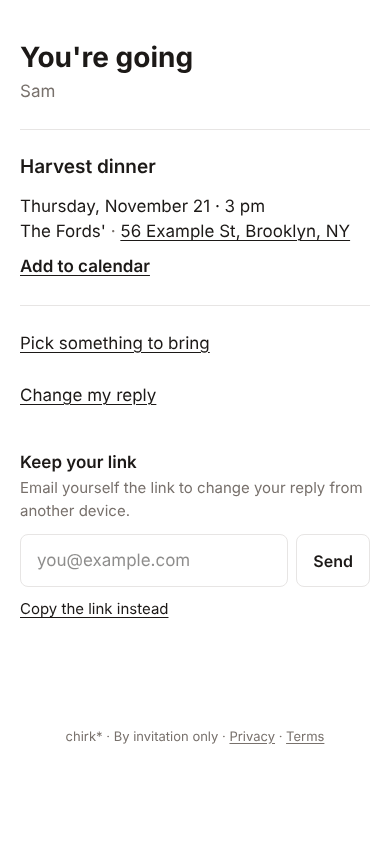 You're going
Sam
Harvest dinner
Thursday, November 21 · 3 pm
The Fords' · 56 Example St, Brooklyn, NY
Add to calendar
Pick something to bring
Change my reply
Keep your link
Email yourself the link to change your reply from
another device.
you@example.com
Send
Copy the link instead
chirk* · By invitation only · Privacy · Terms